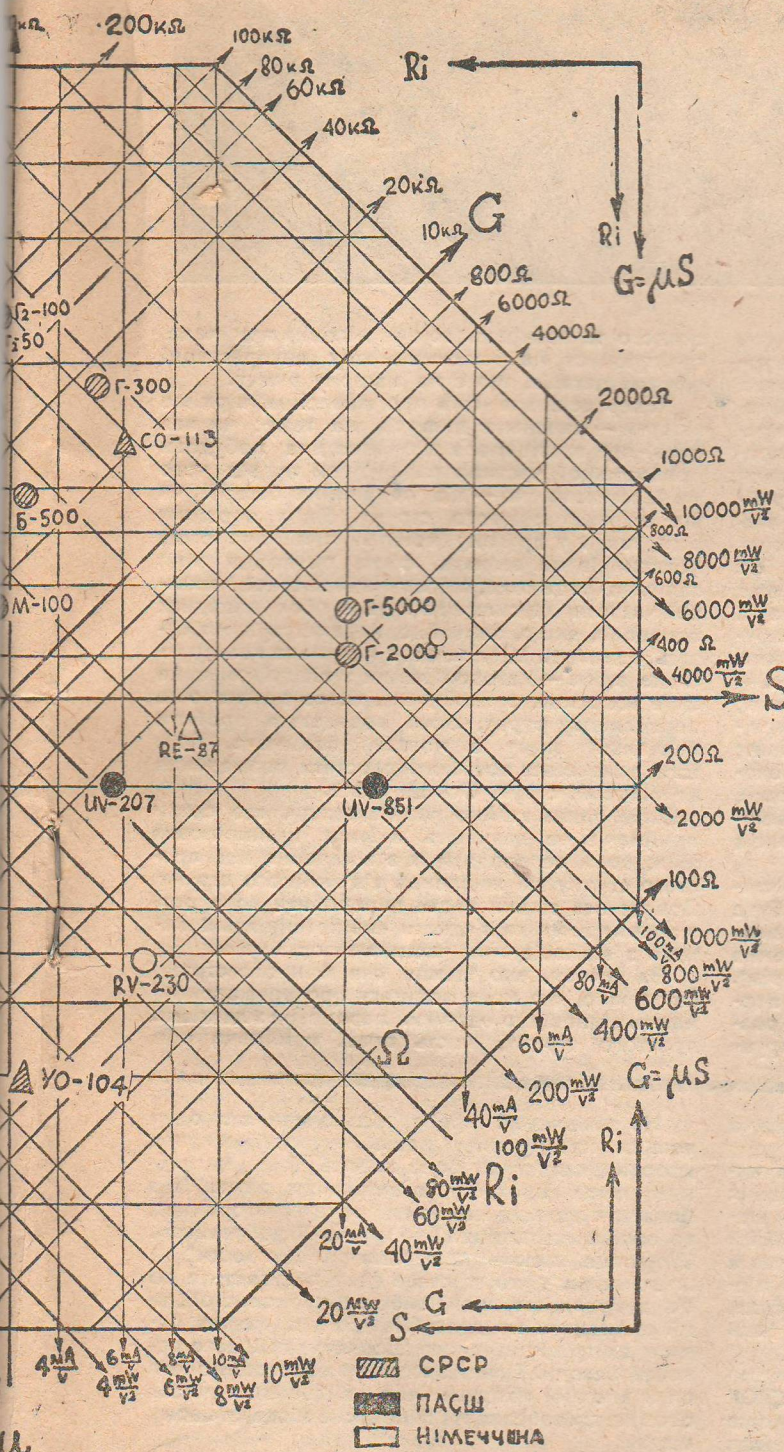 200кΩ
100кΩ
80кΩ
60кΩ
40кΩ
20кΩ
10кΩ
G
Ri
Ri
G=μS
800Ω
6000Ω
4000Ω
2000Ω
1000Ω
Г2-100
Г-300
СО-113
Б-500
М-100
Г-5000
Г-2000
RE-87
UV-207
UV-851
RV-230
УО-104
10000 mW/v²
800Ω
8000 mW/v²
600Ω
6000 mW/v²
400 Ω
4000 mW/v²
200Ω
2000 mW/v²
100Ω
1000 mW/v²
100 mA/v
800 mW/v²
80 mA/v
600 mW/v²
400 mW/v²
60 mA/v
Ω
200 mW/v²
G=μS
40 mA/v
100 mW/v²
Ri
80 mW/v²
Ri
60 mW/v²
20 мA/v
40 mW/v²
20 мW/v²
G
S
4 мA/v
6 mA/v
8 mA/v
10 mA/v
4 mW/v²
6 mW/v²
8 mW/v²
10 mW/v²
СРСР
ПАСШ
НІМЕЧЧИНА